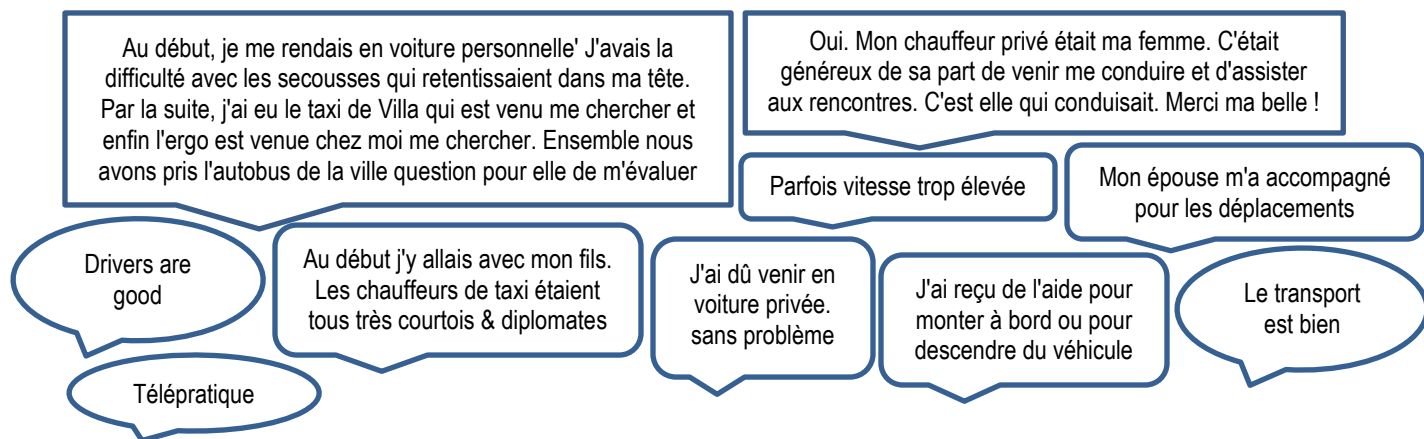 Au début, je me rendais en voiture personnelle' J'avais la
difficulté avec les secousses qui retentissaient dans ma tête.
Par la suite, j'ai eu le taxi de Villa qui est venu me chercher et
enfin l'ergo est venue chez moi me chercher. Ensemble nous
avons pris l'autobus de la ville question pour elle de m'évaluer
Oui. Mon chauffeur privé était ma femme. C'était
généreux de sa part de venir me conduire et d'assister
aux rencontres. C'est elle qui conduisait. Merci ma belle !
Parfois vitesse trop élevée
Mon épouse m'a accompagné
pour les déplacements
Drivers are
good
Au début j'y allais avec mon fils.
Les chauffeurs de taxi étaient
tous très courtois & diplomates
J'ai dû venir en
voiture privée.
sans problème
J'ai reçu de l'aide pour
monter à bord ou pour
descendre du véhicule
Le transport
est bien
Télépratique